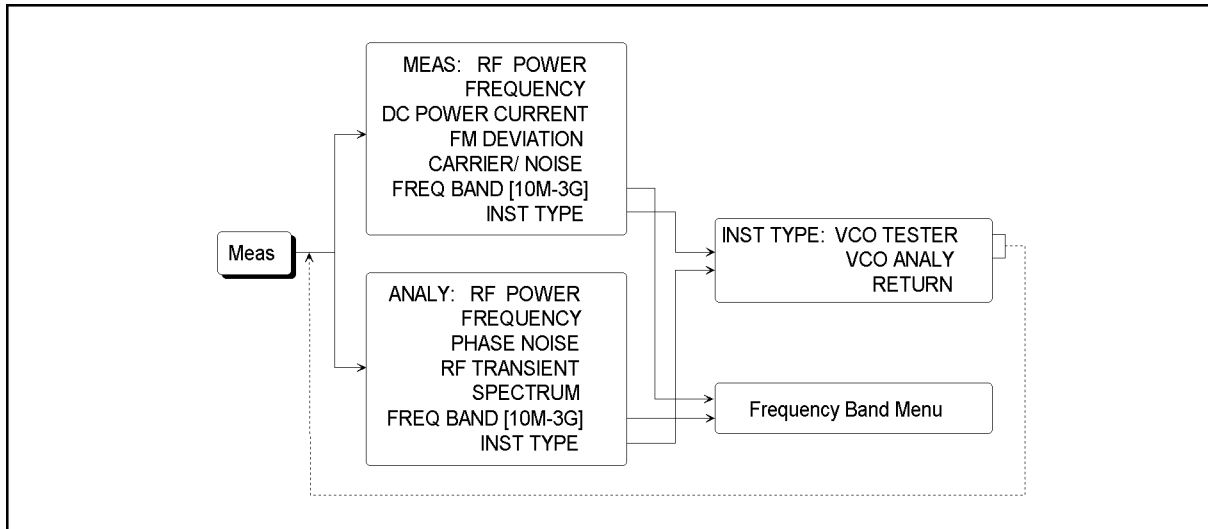 Meas
MEAS: RF POWER
FREQUENCY
DC POWER CURRENT
FM DEVIATION
CARRIER/ NOISE
FREQ BAND [10M-3G]
INST TYPE
ANALY: RF POWER
FREQUENCY
PHASE NOISE
RF TRANSIENT
SPECTRUM
FREQ BAND [10M-3G]
INST TYPE
INST TYPE: VCO TESTER
VCO ANALY
RETURN
Frequency Band Menu